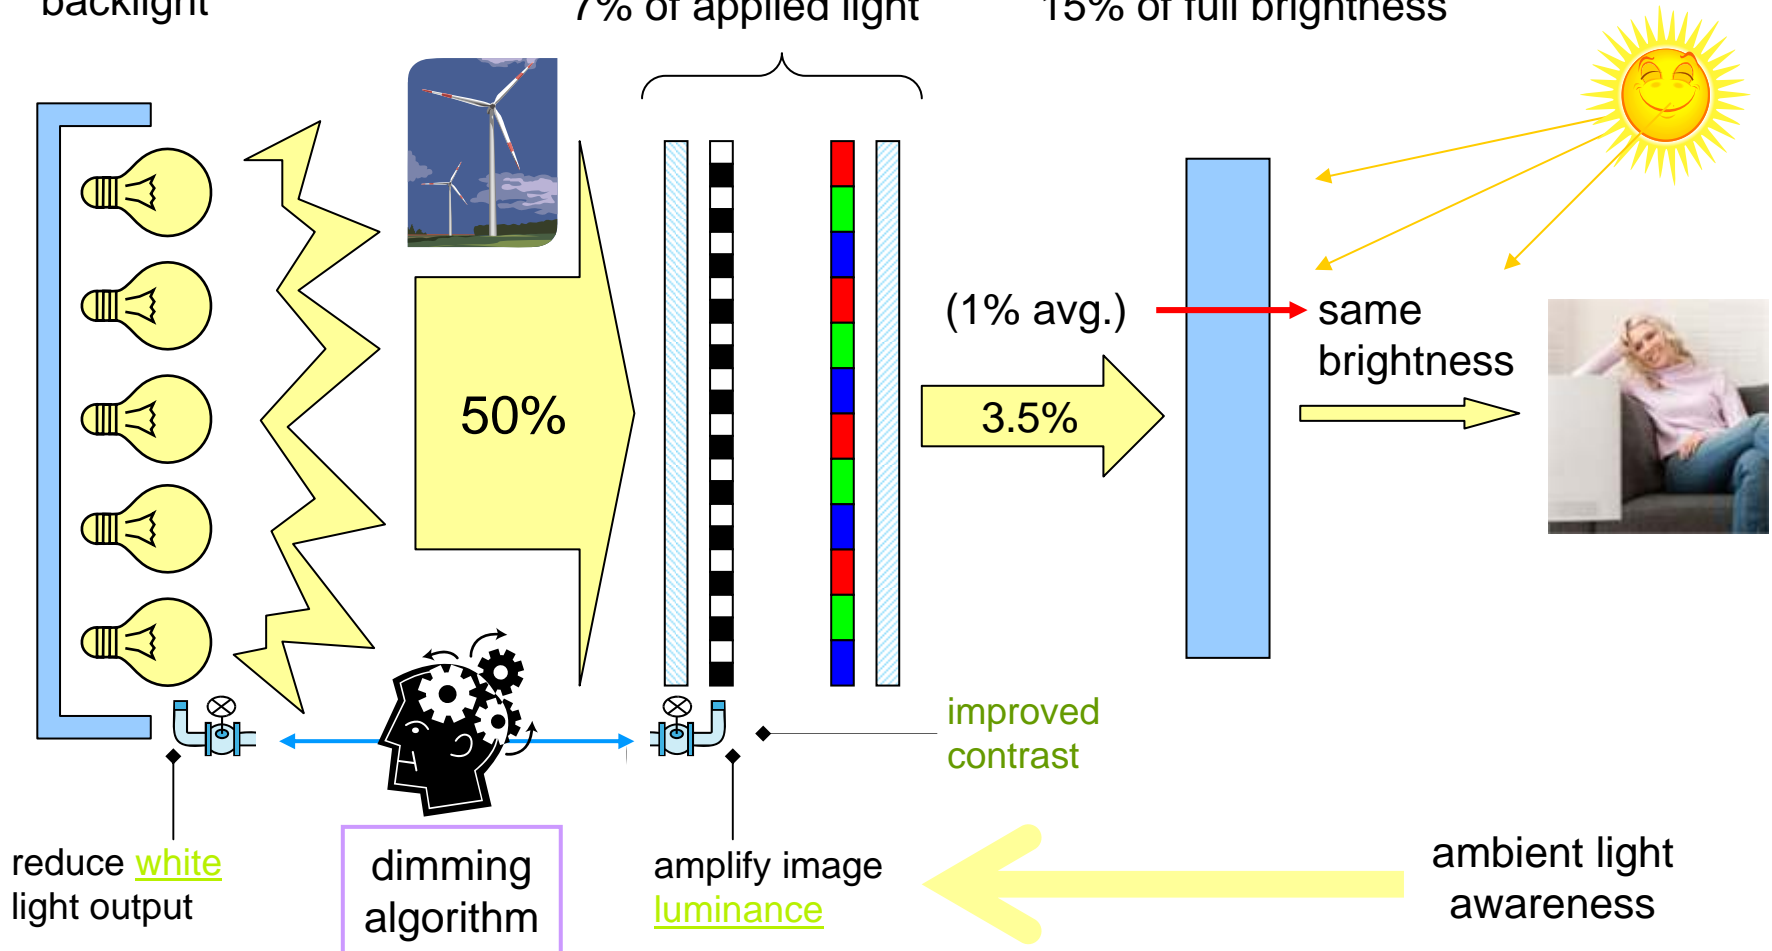 backlight
7% of applied light
15% of full brightness
50%
(1% avg.)
3.5%
same
brightness
improved
contrast
reduce white
light output
dimming
algorithm
amplify image
luminance
ambient light
awareness